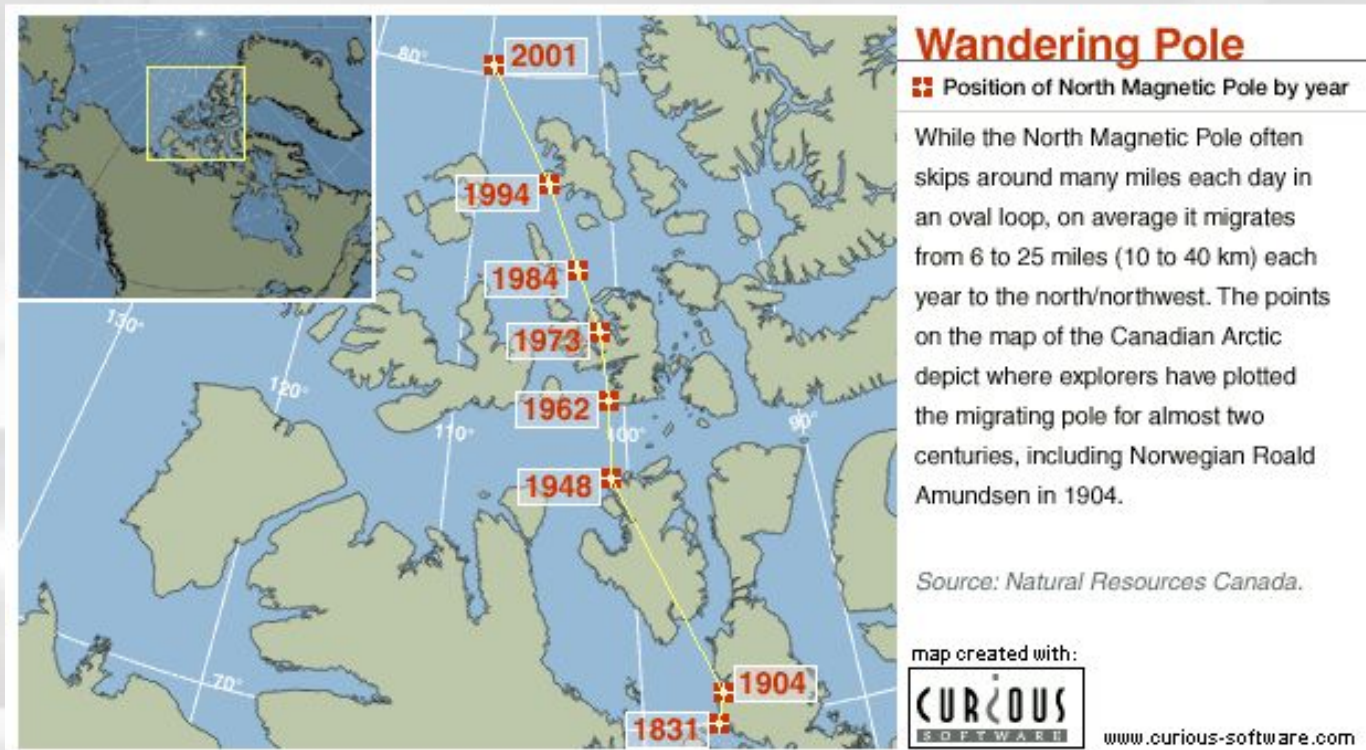 80°
2001
1994
1984
1973
1962
1948
1904
1831
130°
120°
110°
100°
90°
70°
Wandering Pole
Position of North Magnetic Pole by year
While the North Magnetic Pole often
skips around many miles each day in
an oval loop, on average it migrates
from 6 to 25 miles (10 to 40 km) each
year to the north/northwest. The points
on the map of the Canadian Arctic
depict where explorers have plotted
the migrating pole for almost two
centuries, including Norwegian Roald
Amundsen in 1904.
Source: Natural Resources Canada.
map created with:
CURIOUS
SOFTWARE
www.curious-software.com